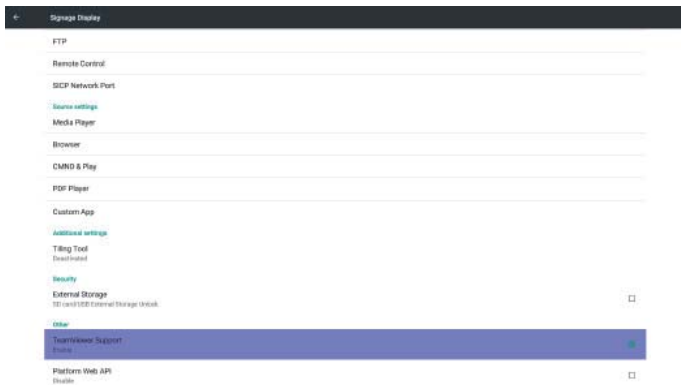 Signage Display
FTP
Remote Control
SICP Network Port
Source settings
Media Player
Browser
CMND & Play
PDF Player
Custom App
Additional settings
Tiling Tool
Deactivated
Security
External Storage
SD card/USB External Storage Unlock.
Other
TeamViewer Support
Enable
Platform Web API
Disable